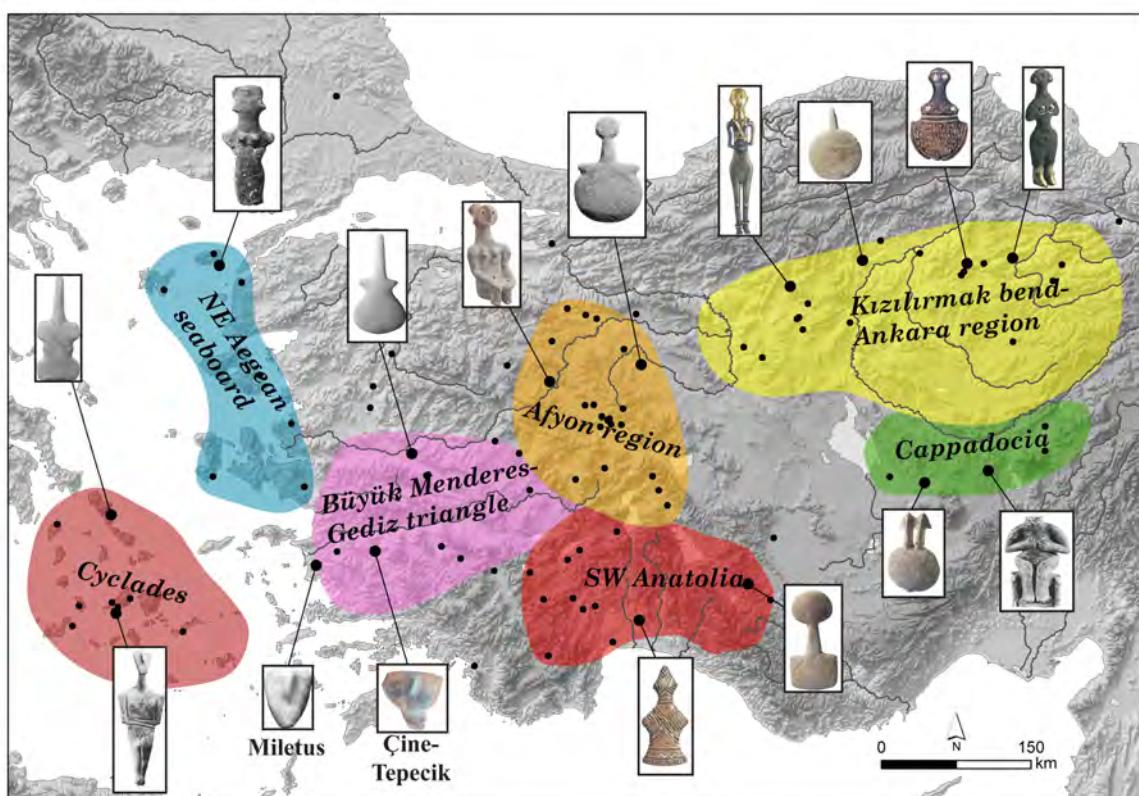 NE Aegean
seaboard
Kızılırmak bend-
Ankara region
Afyon region
Cappadocia
Büyük Menderes-
Gediz triangle
Cyclades
SW Anatolia
Miletus
Çine-
Tepecik
N
0 150
km